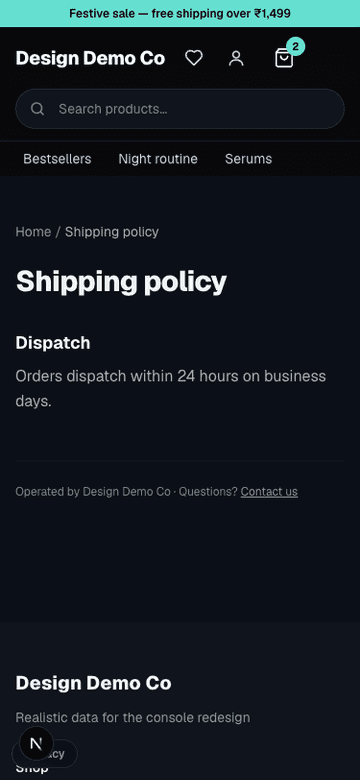 Festive sale — free shipping over ₹1,499
Design Demo Co
2
Search products...
Bestsellers Night routine Serums
Home / Shipping policy
Shipping policy
Dispatch
Orders dispatch within 24 hours on business
days.
Operated by Design Demo Co · Questions? Contact us
Design Demo Co
Realistic data for the console redesign
N
Shop